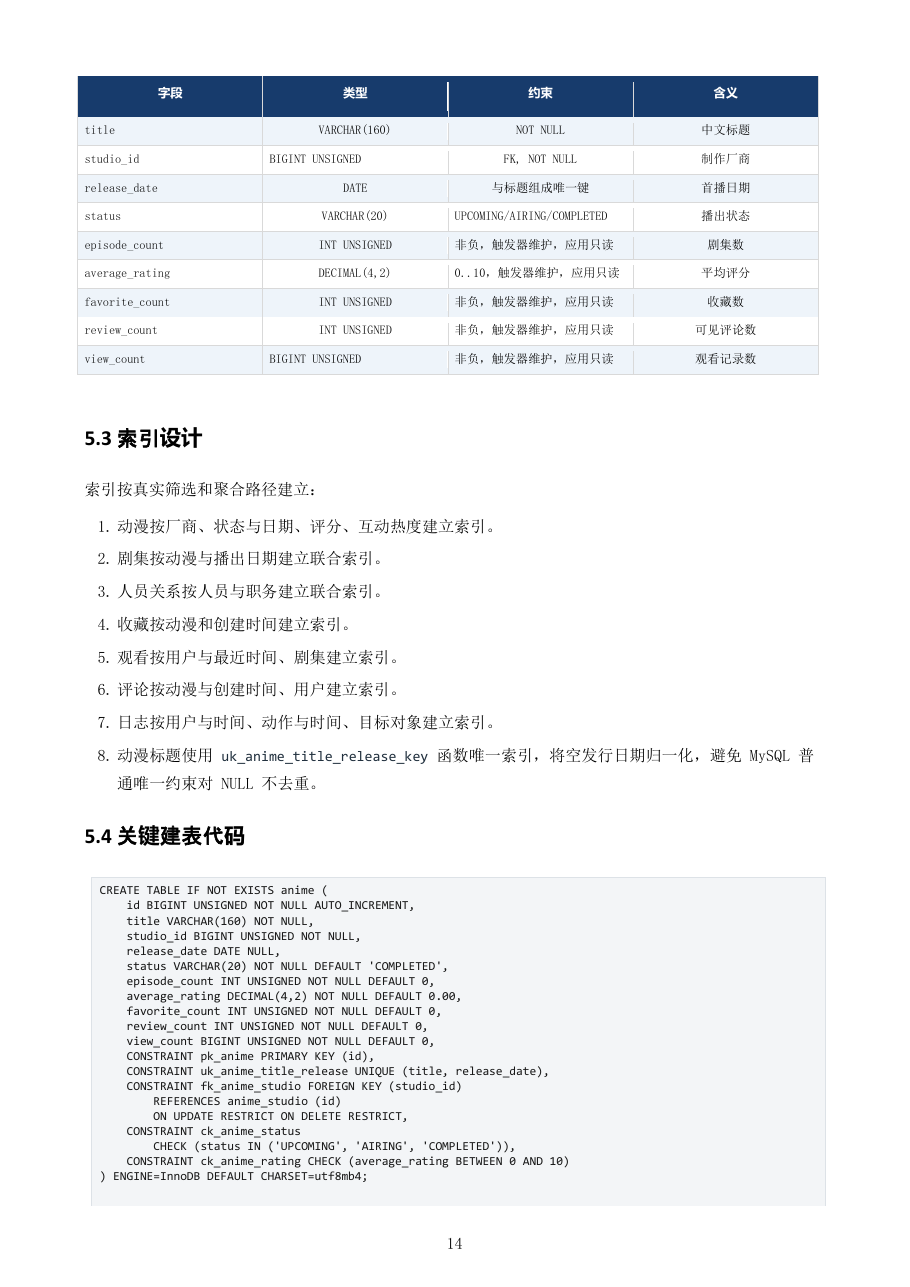 字段 类型 约束 含义
title VARCHAR(160) NOT NULL 中文标题
studio_id BIGINT UNSIGNED FK, NOT NULL 制作厂商
release_date DATE 与标题组成唯一键 首播日期
status VARCHAR(20) UPCOMING/AIRING/COMPLETED 播出状态
episode_count INT UNSIGNED 非负，触发器维护，应用只读 剧集数
average_rating DECIMAL(4,2) 0..10，触发器维护，应用只读 平均评分
favorite_count INT UNSIGNED 非负，触发器维护，应用只读 收藏数
review_count INT UNSIGNED 非负，触发器维护，应用只读 可见评论数
view_count BIGINT UNSIGNED 非负，触发器维护，应用只读 观看记录数
5.3 索引设计
索引按真实筛选和聚合路径建立：
1. 动漫按厂商、状态与日期、评分、互动热度建立索引。
2. 剧集按动漫与播出日期建立联合索引。
3. 人员关系按人员与职务建立联合索引。
4. 收藏按动漫和创建时间建立索引。
5. 观看按用户与最近时间、剧集建立索引。
6. 评论按动漫与创建时间、用户建立索引。
7. 日志按用户与时间、动作与时间、目标对象建立索引。
8. 动漫标题使用 uk_anime_title_release_key 函数唯一索引，将空发行日期归一化，避免 MySQL 普
通唯一约束对 NULL 不去重。
5.4 关键建表代码
CREATE TABLE IF NOT EXISTS anime (
    id BIGINT UNSIGNED NOT NULL AUTO_INCREMENT,
    title VARCHAR(160) NOT NULL,
    studio_id BIGINT UNSIGNED NOT NULL,
    release_date DATE NULL,
    status VARCHAR(20) NOT NULL DEFAULT 'COMPLETED',
    episode_count INT UNSIGNED NOT NULL DEFAULT 0,
    average_rating DECIMAL(4,2) NOT NULL DEFAULT 0.00,
    favorite_count INT UNSIGNED NOT NULL DEFAULT 0,
    review_count INT UNSIGNED NOT NULL DEFAULT 0,
    view_count BIGINT UNSIGNED NOT NULL DEFAULT 0,
    CONSTRAINT pk_anime PRIMARY KEY (id),
    CONSTRAINT uk_anime_title_release UNIQUE (title, release_date),
    CONSTRAINT fk_anime_studio FOREIGN KEY (studio_id)
        REFERENCES anime_studio (id)
        ON UPDATE RESTRICT ON DELETE RESTRICT,
    CONSTRAINT ck_anime_status
        CHECK (status IN ('UPCOMING', 'AIRING', 'COMPLETED')),
    CONSTRAINT ck_anime_rating CHECK (average_rating BETWEEN 0 AND 10)
) ENGINE=InnoDB DEFAULT CHARSET=utf8mb4;
14